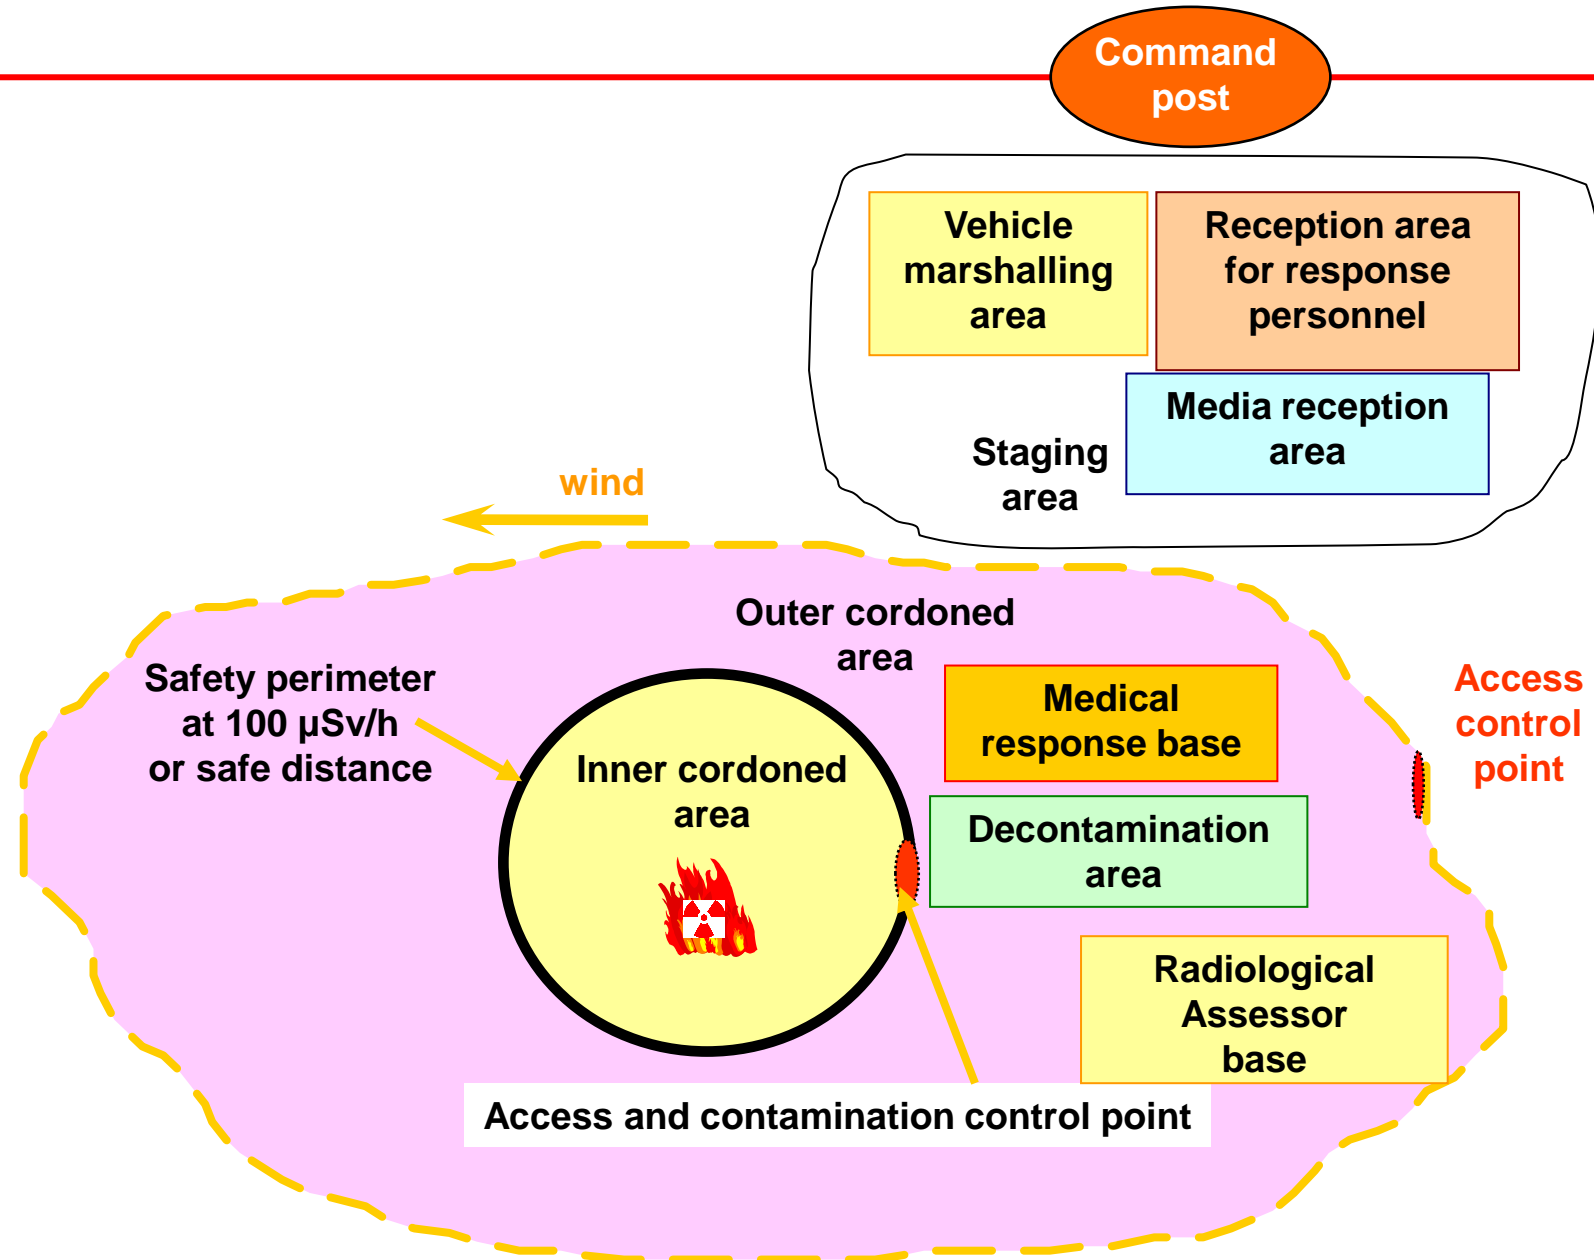 Command
post
Vehicle
marshalling
area
Reception area
for response
personnel
Media reception
area
Staging
area
wind
Outer cordoned
area
Safety perimeter
at 100 µSv/h
or safe distance
Inner cordoned
area
Medical
response base
Access
control
point
Decontamination
area
Radiological
Assessor
base
Access and contamination control point